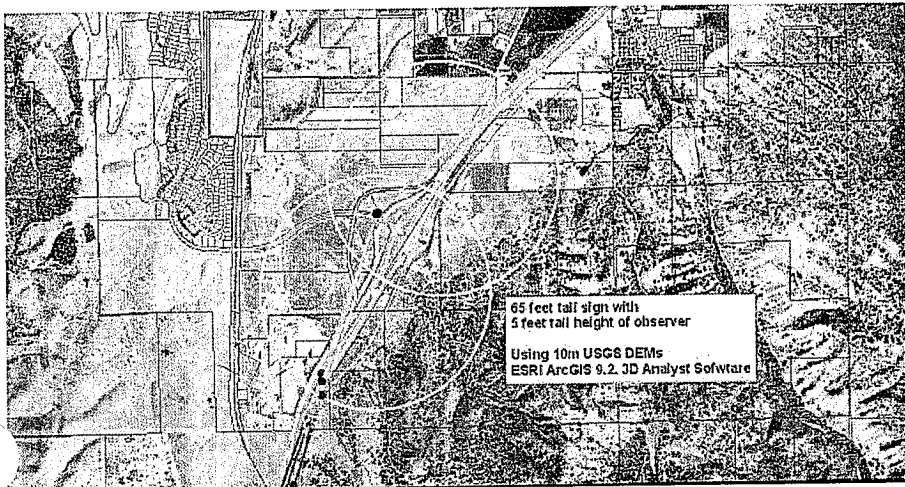 65 feet tall sign with
5 feet tall height of observer
Using 10m USGS DEMs
ESRI ArcGIS 9.2. 3D Analyst Sofwtare